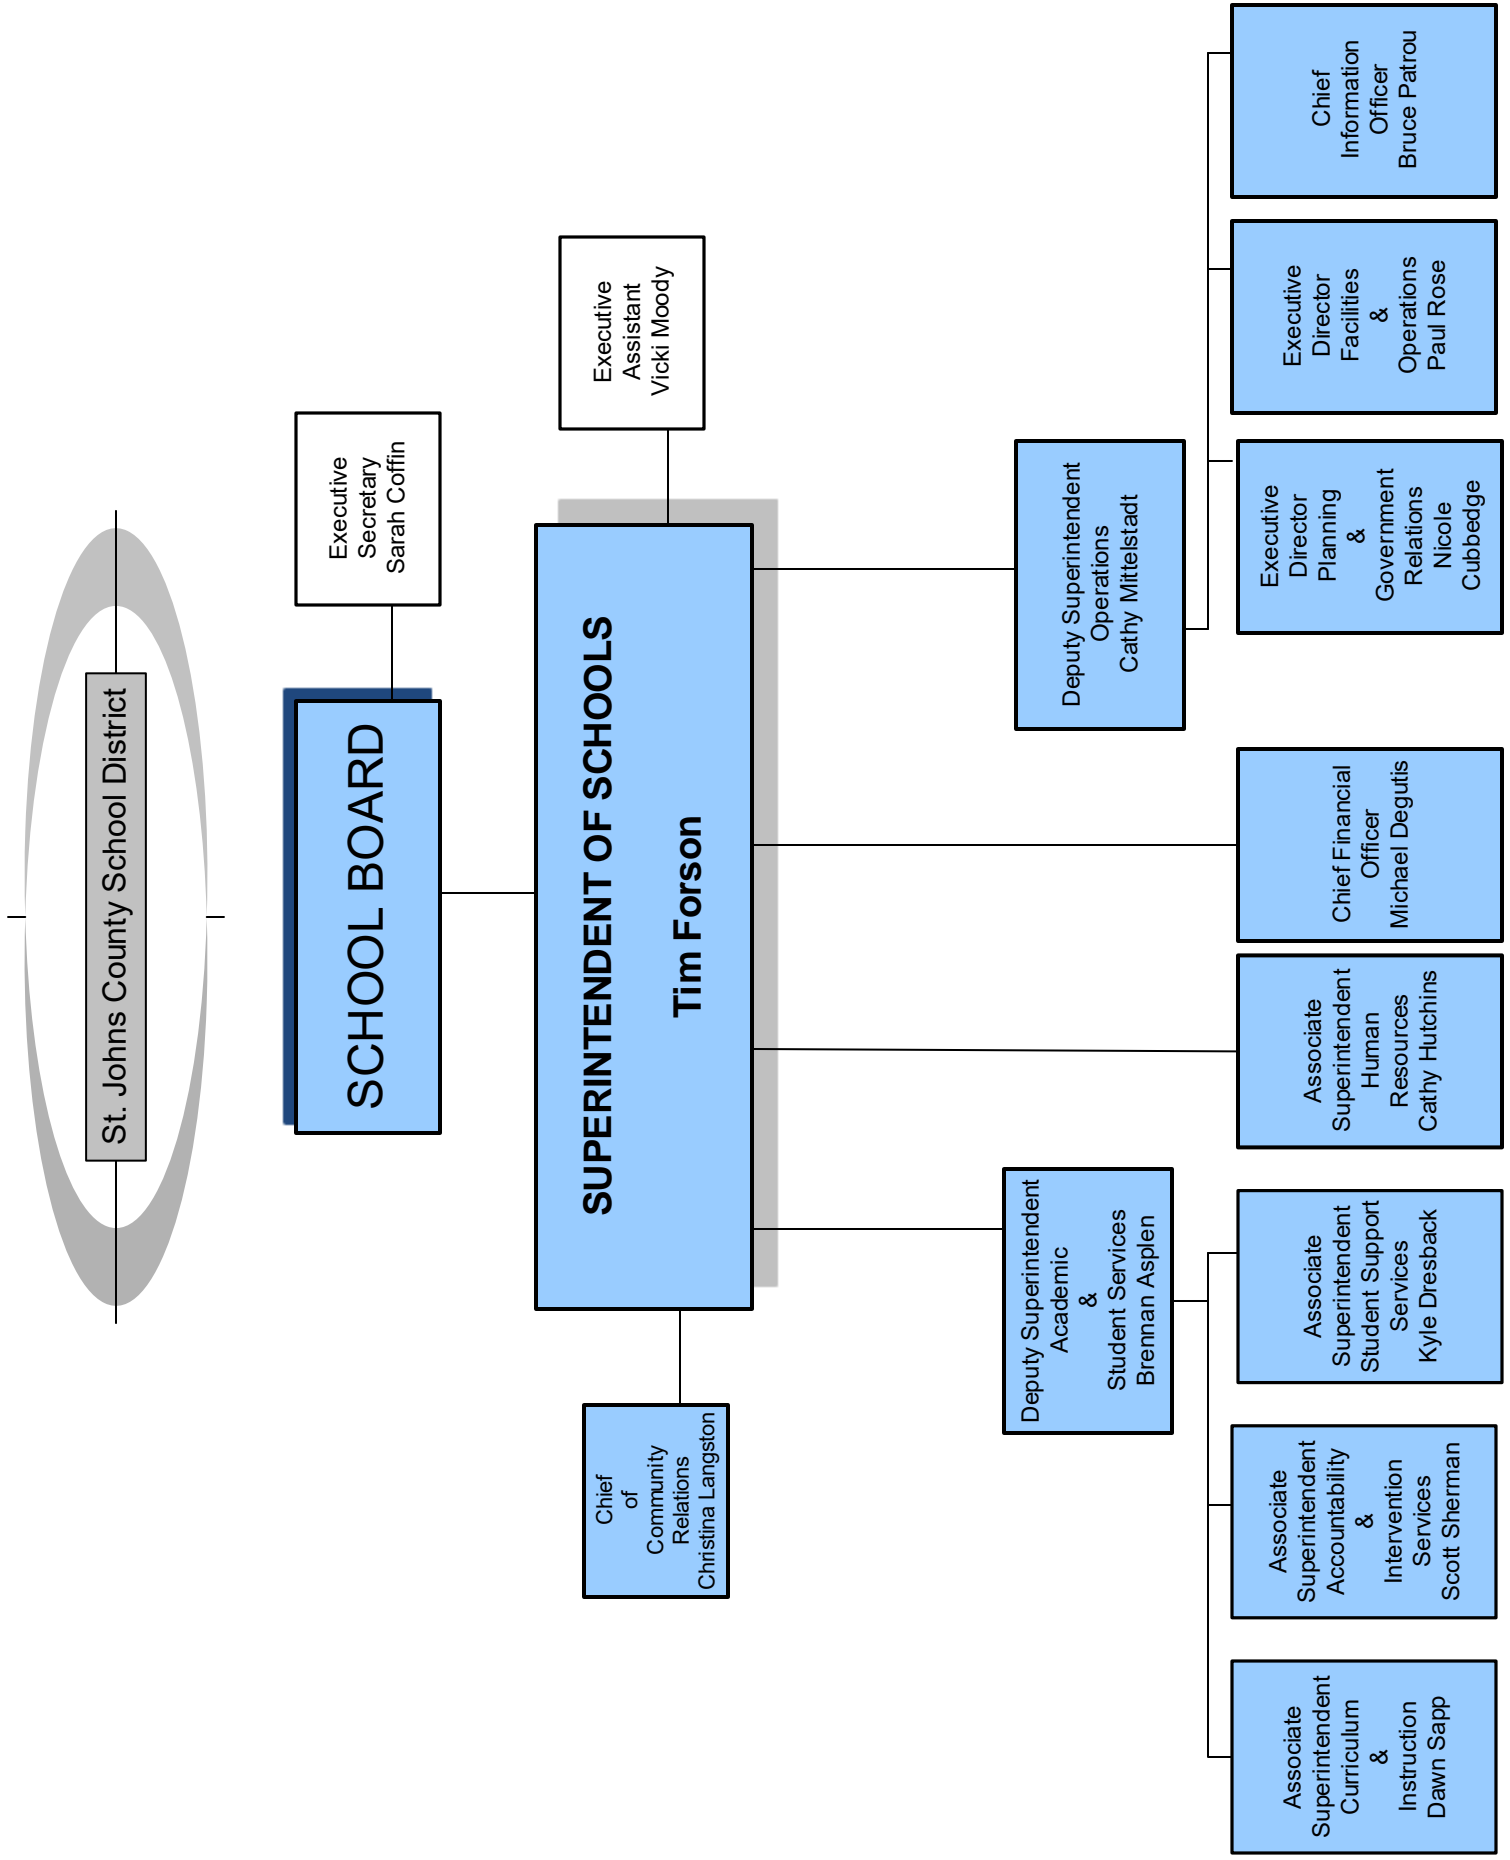 St. Johns County School District
SCHOOL BOARD
Executive
Secretary
Sarah Coffin
SUPERINTENDENT OF SCHOOLS
Tim Forson
Chief
of
Community
Relations
Christina Langston
Executive
Assistant
Vicki Moody
Deputy Superintendent
Academic
&
Student Services
Brennan Asplen
Deputy Superintendent
Operations
Cathy Mittelstadt
Associate
Superintendent
Curriculum
&
Instruction
Dawn Sapp
Associate
Superintendent
Accountability
&
Intervention
Services
Scott Sherman
Associate
Superintendent
Student Support
Services
Kyle Dresback
Associate
Superintendent
Human
Resources
Cathy Hutchins
Chief Financial
Officer
Michael Degutis
Executive
Director
Planning
&
Government
Relations
Nicole
Cubbedge
Executive
Director
Facilities
&
Operations
Paul Rose
Chief
Information
Officer
Bruce Patrou